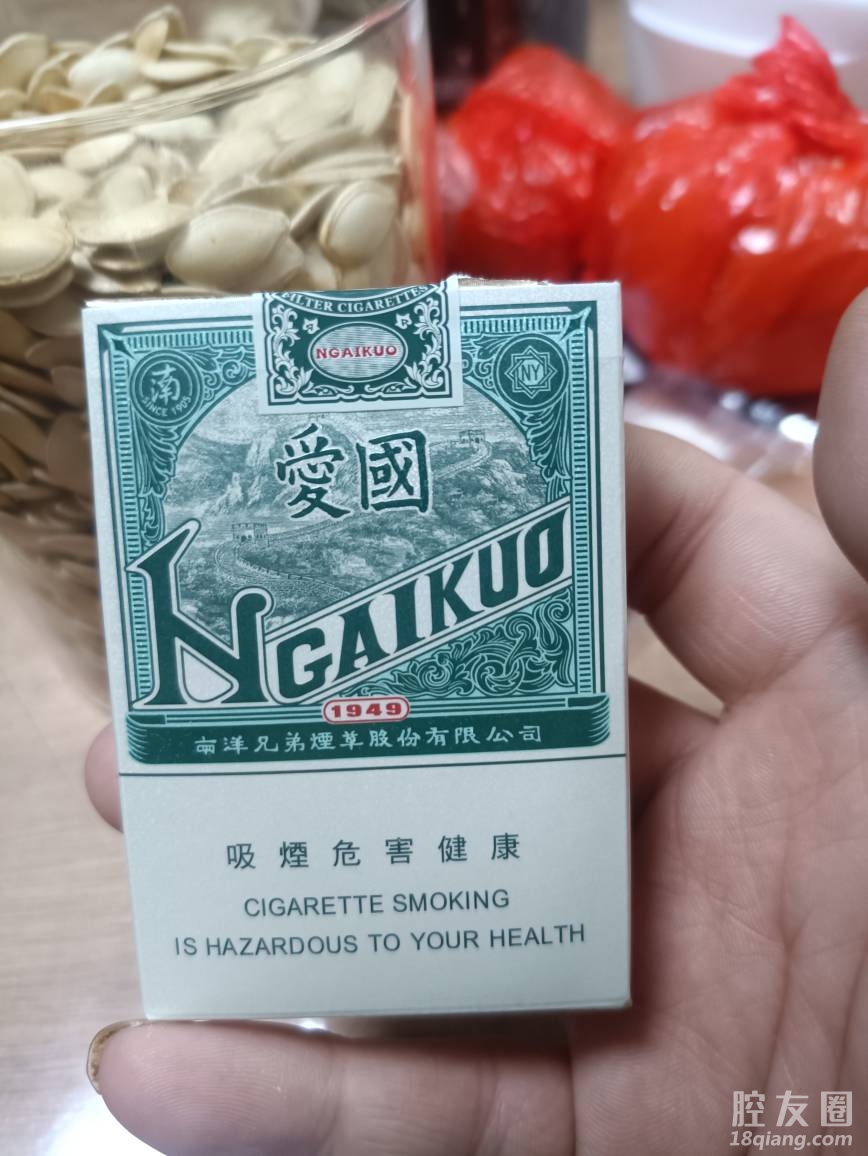 FILTER CIGARETTES
NGAIKUO
南
SINCE 1905
NY
愛國
NGAIKUO
1949
南洋兄弟煙草股份有限公司
吸煙危害健康
CIGARETTE SMOKING
IS HAZARDOUS TO YOUR HEALTH
腔友圈
18qiang.com